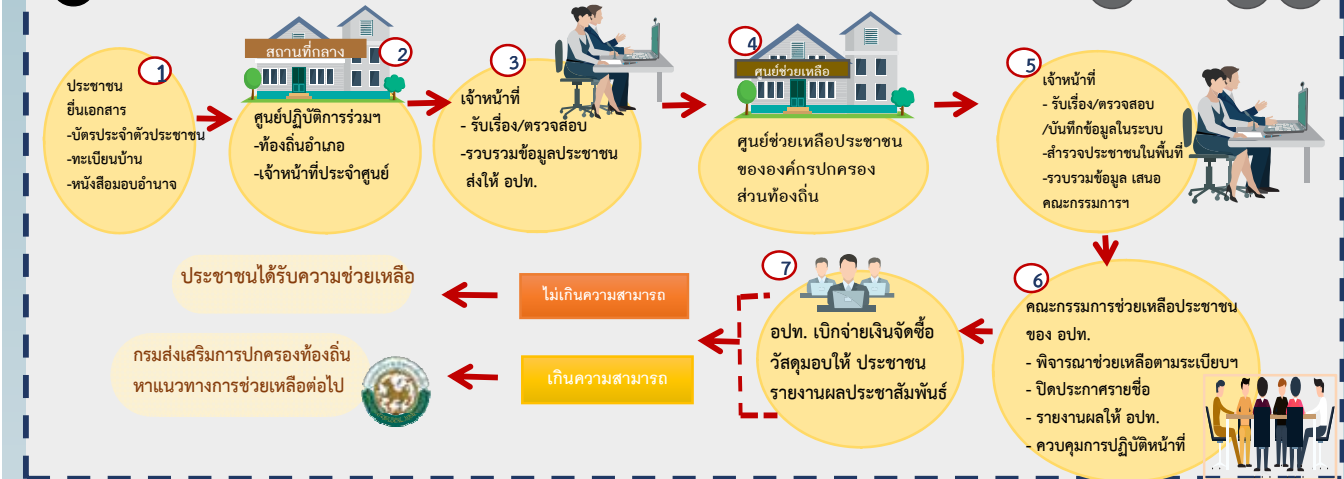 1
ประชาชน
ยื่นเอกสาร
-บัตรประจำตัวประชาชน
-ทะเบียนบ้าน
-หนังสือมอบอำนาจ
สถานที่กลาง
2
ศูนย์ปฏิบัติการร่วมฯ
-ท้องถิ่นอำเภอ
-เจ้าหน้าที่ประจำศูนย์
3
เจ้าหน้าที่
- รับเรื่อง/ตรวจสอบ
-รวบรวมข้อมูลประชาชน
ส่งให้ อปท.
4
ศูนย์ช่วยเหลือ
ศูนย์ช่วยเหลือประชาชน
ขององค์กรปกครอง
ส่วนท้องถิ่น
5
เจ้าหน้าที่
- รับเรื่อง/ตรวจสอบ
/บันทึกข้อมูลในระบบ
-สำรวจประชาชนในพื้นที่
-รวบรวมข้อมูล เสนอ
คณะกรรมการฯ
6
คณะกรรมการช่วยเหลือประชาชน
ของ อปท.
- พิจารณาช่วยเหลือตามระเบียบฯ
- ปิดประกาศรายชื่อ
- รายงานผลให้ อปท.
- ควบคุมการปฏิบัติหน้าที่
7
อปท. เบิกจ่ายเงินจัดซื้อ
วัสดุมอบให้ ประชาชน
รายงานผลประชาสัมพันธ์
ไม่เกินความสามารถ
ประชาชนได้รับความช่วยเหลือ
เกินความสามารถ
กรมส่งเสริมการปกครองท้องถิ่น
หาแนวทางการช่วยเหลือต่อไป